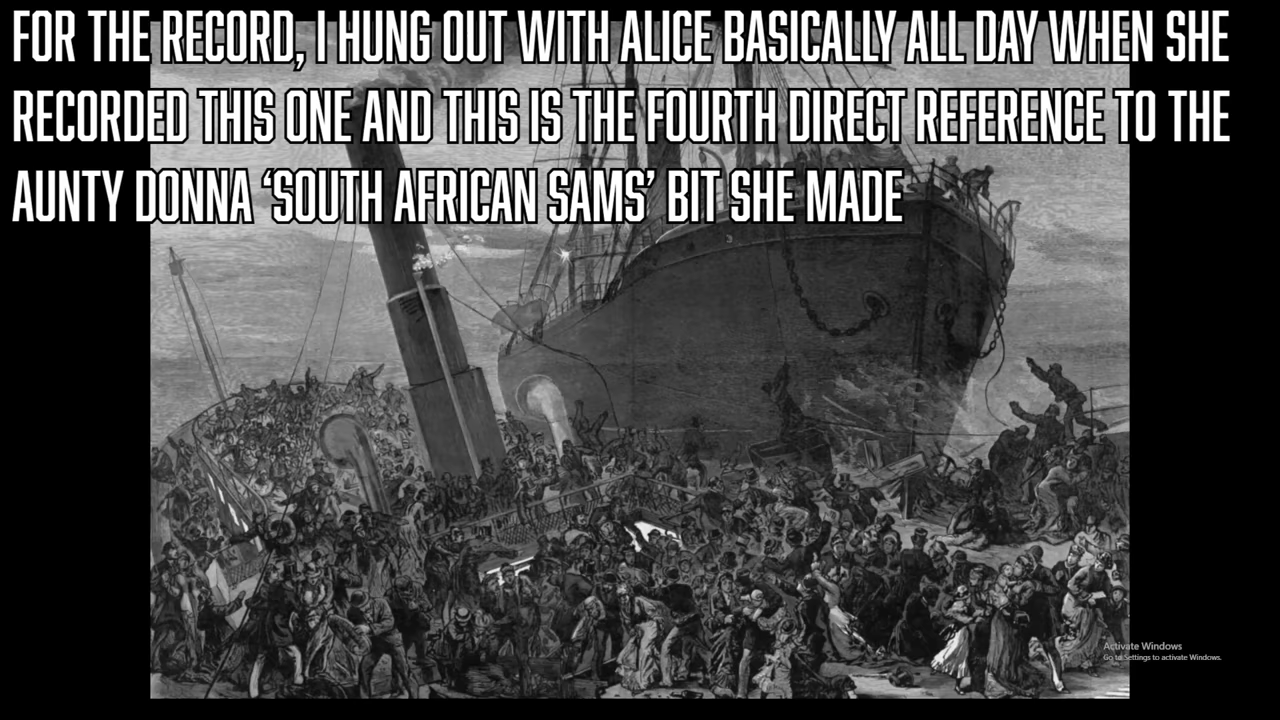 FOR THE RECORD, I HUNG OUT WITH ALICE BASICALLY ALL DAY WHEN SHE
RECORDED THIS ONE AND THIS IS THE FOURTH DIRECT REFERENCE TO THE
AUNTY DONNA ‘SOUTH AFRICAN SAMS’ BIT SHE MADE
Activate Windows
Go to Settings to activate Windows.